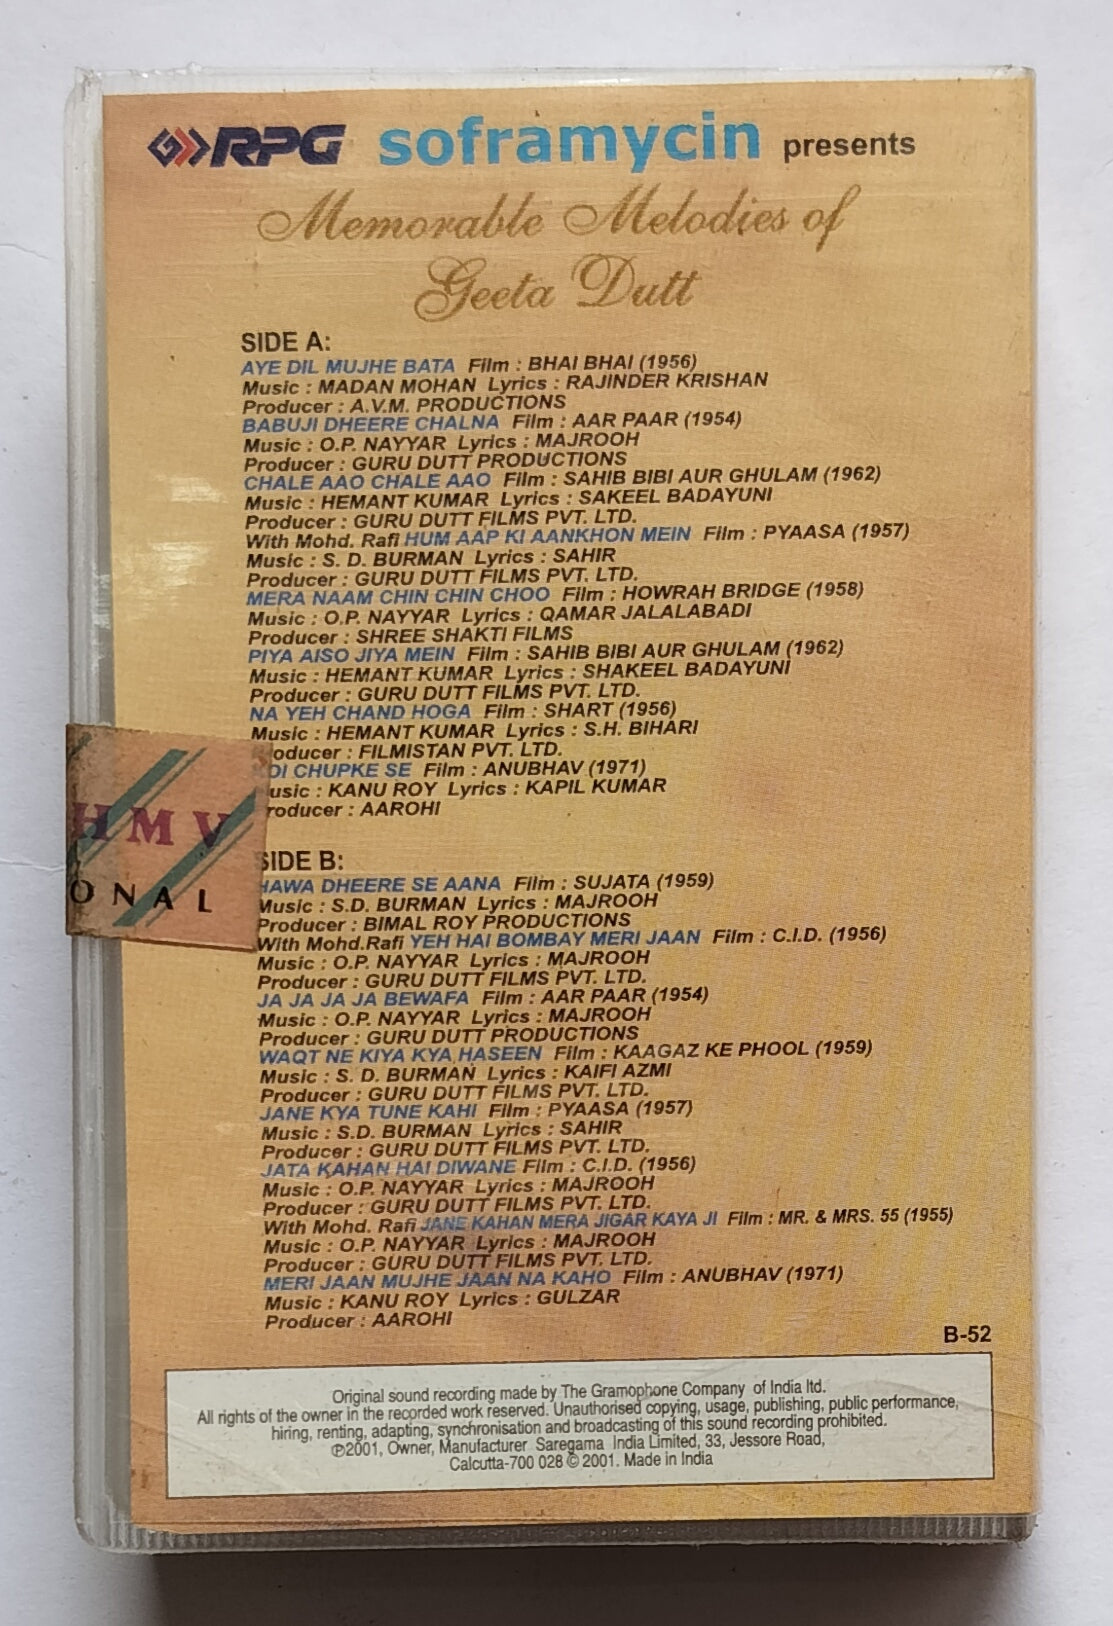 RPG soframycin presents
Memorable Melodies of
Geeta Dutt
SIDE A:
AYE DIL MUJHE BATA Film : BHAI BHAI (1956)
Music : MADAN MOHAN Lyrics : RAJINDER KRISHAN
Producer : A.V.M. PRODUCTIONS
BABUJI DHEERE CHALNA Film : AAR PAAR (1954)
Music : O.P. NAYYAR Lyrics : MAJROOH
Producer : GURU DUTT PRODUCTIONS
CHALE AAO CHALE AAO Film : SAHIB BIBI AUR GHULAM (1962)
Music : HEMANT KUMAR Lyrics : SAKEEL BADAYUNI
Producer : GURU DUTT FILMS PVT. LTD.
With Mohd. Rafi HUM AAP KI AANKHON MEIN Film : PYAASA (1957)
Music : S. D. BURMAN Lyrics : SAHIR
Producer : GURU DUTT FILMS PVT. LTD.
MERA NAAM CHIN CHIN CHOO Film : HOWRAH BRIDGE (1958)
Music : O.P. NAYYAR Lyrics : QAMAR JALALABADI
Producer : SHREE SHAKTI FILMS
PIYA AISO JIYA MEIN Film : SAHIB BIBI AUR GHULAM (1962)
Music : HEMANT KUMAR Lyrics : SHAKEEL BADAYUNI
Producer : GURU DUTT FILMS PVT. LTD.
NA YEH CHAND HOGA Film : SHART (1956)
Music : HEMANT KUMAR Lyrics : S.H. BIHARI
roducer : FILMISTAN PVT. LTD.
OI CHUPKE SE Film : ANUBHAV (1971)
usic : KANU ROY Lyrics : KAPIL KUMAR
roducer : AAROHI
HMV
ONAL
SIDE B:
HAWA DHEERE SE AANA Film : SUJATA (1959)
Music : S.D. BURMAN Lyrics : MAJROOH
Producer : BIMAL ROY PRODUCTIONS
With Mohd.Rafi YEH HAI BOMBAY MERI JAAN Film : C.I.D. (1956)
Music : O.P. NAYYAR Lyrics : MAJROOH
Producer : GURU DUTT FILMS PVT. LTD.
JA JA JA JA BEWAFA Film : AAR PAAR (1954)
Music : O.P. NAYYAR Lyrics : MAJROOH
Producer : GURU DUTT PRODUCTIONS
WAQT NE KIYA KYA HASEEN Film : KAAGAZ KE PHOOL (1959)
Music : S. D. BURMAN Lyrics : KAIFI AZMI
Producer : GURU DUTT FILMS PVT. LTD.
JANE KYA TUNE KAHI Film : PYAASA (1957)
Music : S.D. BURMAN Lyrics : SAHIR
Producer : GURU DUTT FILMS PVT. LTD.
JATA KAHAN HAI DIWANE Film : C.I.D. (1956)
Music : O.P. NAYYAR Lyrics : MAJROOH
Producer : GURU DUTT FILMS PVT. LTD.
With Mohd. Rafi JANE KAHAN MERA JIGAR KAYA JI Film : MR. & MRS. 55 (1955)
Music : O.P. NAYYAR Lyrics : MAJROOH
Producer : GURU DUTT FILMS PVT. LTD.
MERI JAAN MUJHE JAAN NA KAHO Film : ANUBHAV (1971)
Music : KANU ROY Lyrics : GULZAR
Producer : AAROHI
B-52
Original sound recording made by The Gramophone Company of India ltd.
All rights of the owner in the recorded work reserved. Unauthorised copying, usage, publishing, public performance,
hiring, renting, adapting, synchronisation and broadcasting of this sound recording prohibited.
℗2001, Owner, Manufacturer Saregama India Limited, 33, Jessore Road,
Calcutta-700 028 © 2001. Made in India